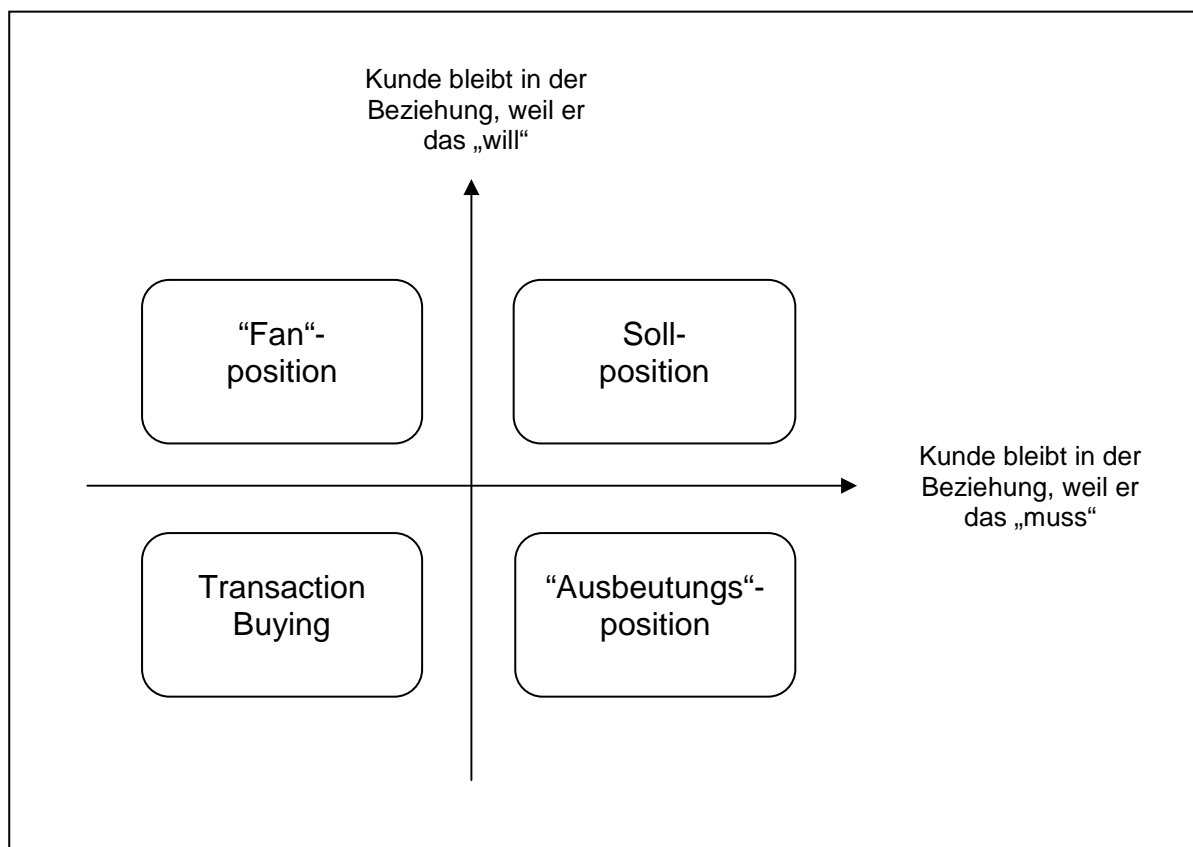 Kunde bleibt in der
Beziehung, weil er
das „will“
“Fan“-
position
Soll-
position
Kunde bleibt in der
Beziehung, weil er
das „muss“
Transaction
Buying
“Ausbeutungs“-
position